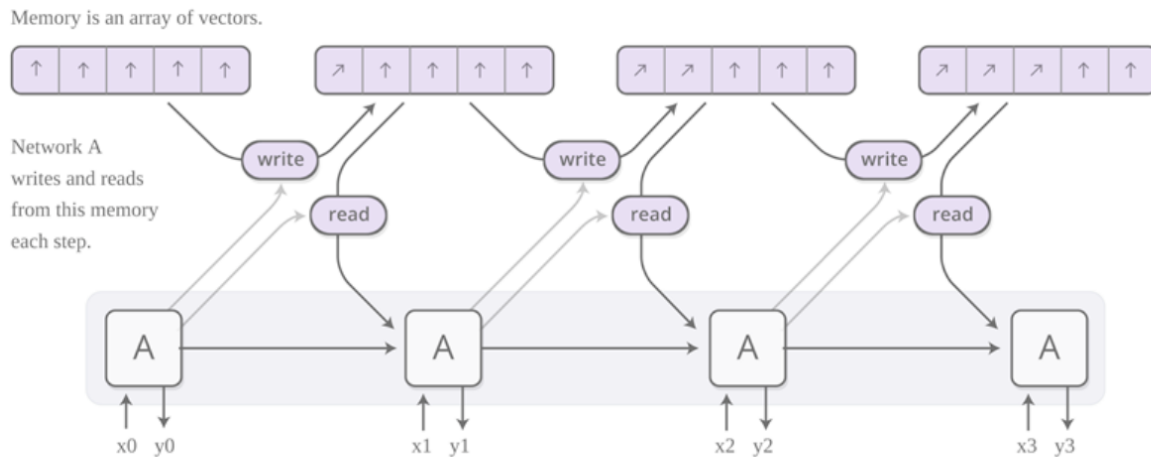 Memory is an array of vectors.
Network A
writes and reads
from this memory
each step.
write
write
write
read
read
read
A
A
A
A
x0 y0
x1 y1
x2 y2
x3 y3